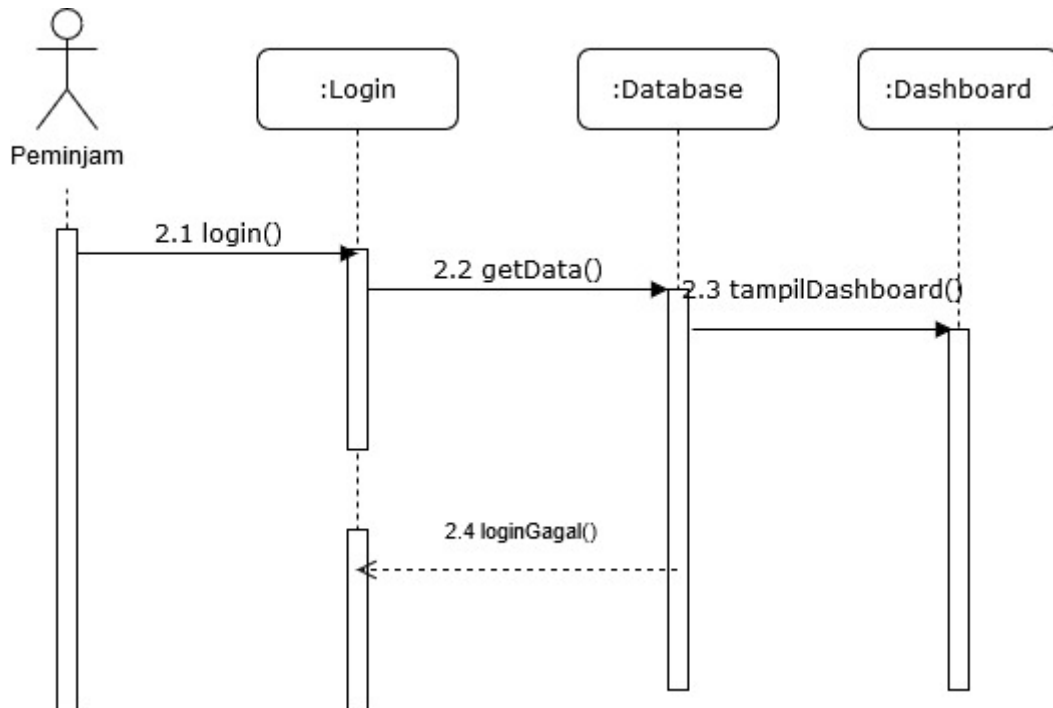 Peminjam
:Login
:Database
:Dashboard
2.1 login()
2.2 getData()
2.3 tampilDashboard()
2.4 loginGagal()